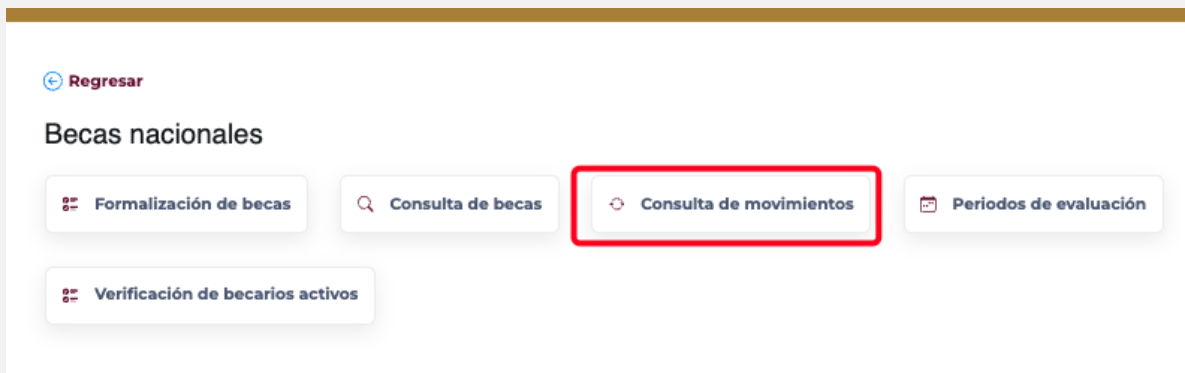 Regresar
Becas nacionales
Formalización de becas
Consulta de becas
Consulta de movimientos
Periodos de evaluación
Verificación de becarios activos